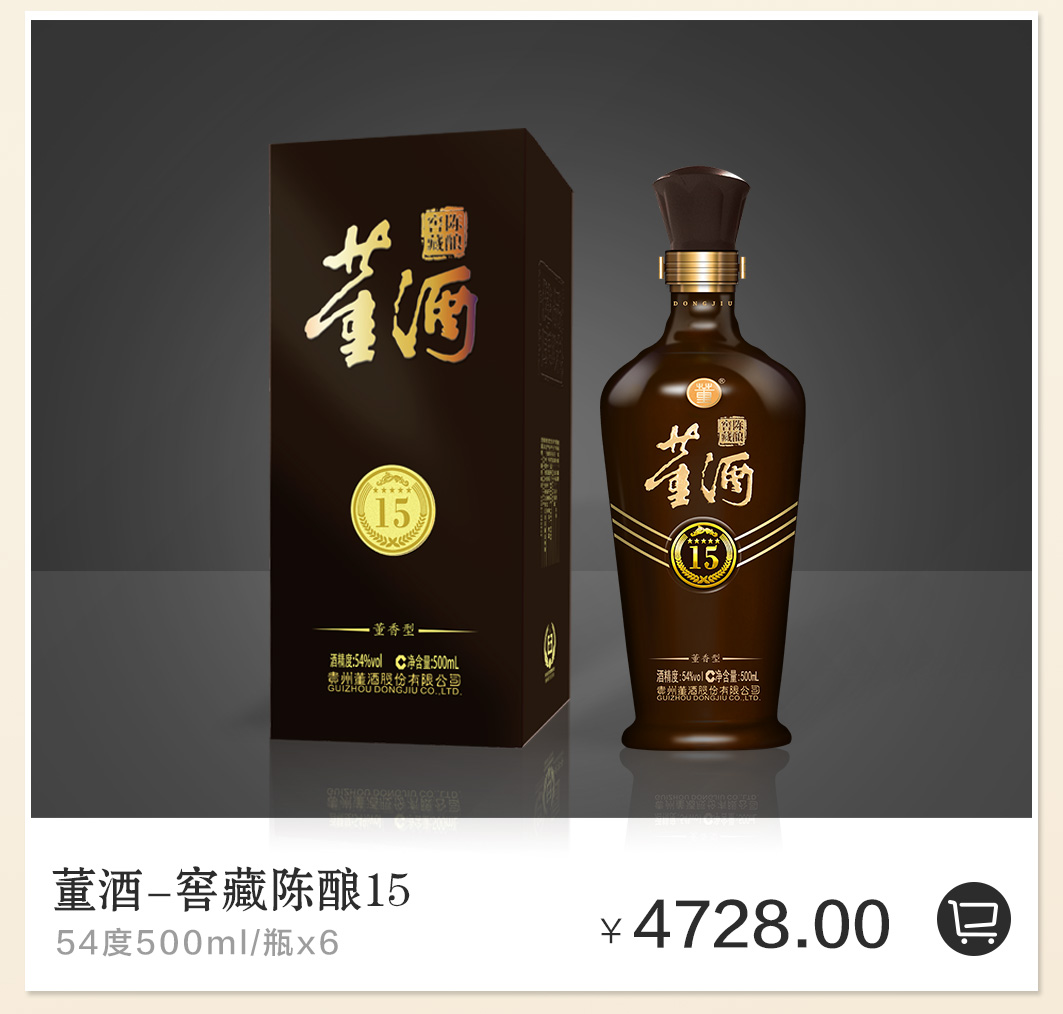 窖藏
陈酿
董酒
15
董香型
酒精度:54%vol 净含量:500mL
贵州董酒股份有限公司
GUIZHOU DONGJIU CO.,LTD.
DONGJIU
董®
窖藏
陈酿
董酒
15
董香型
酒精度:54%vol 净含量:500mL
贵州董酒股份有限公司
GUIZHOU DONGJIU CO.,LTD.
董酒-窖藏陈酿15
54度500ml/瓶x6
¥4728.00